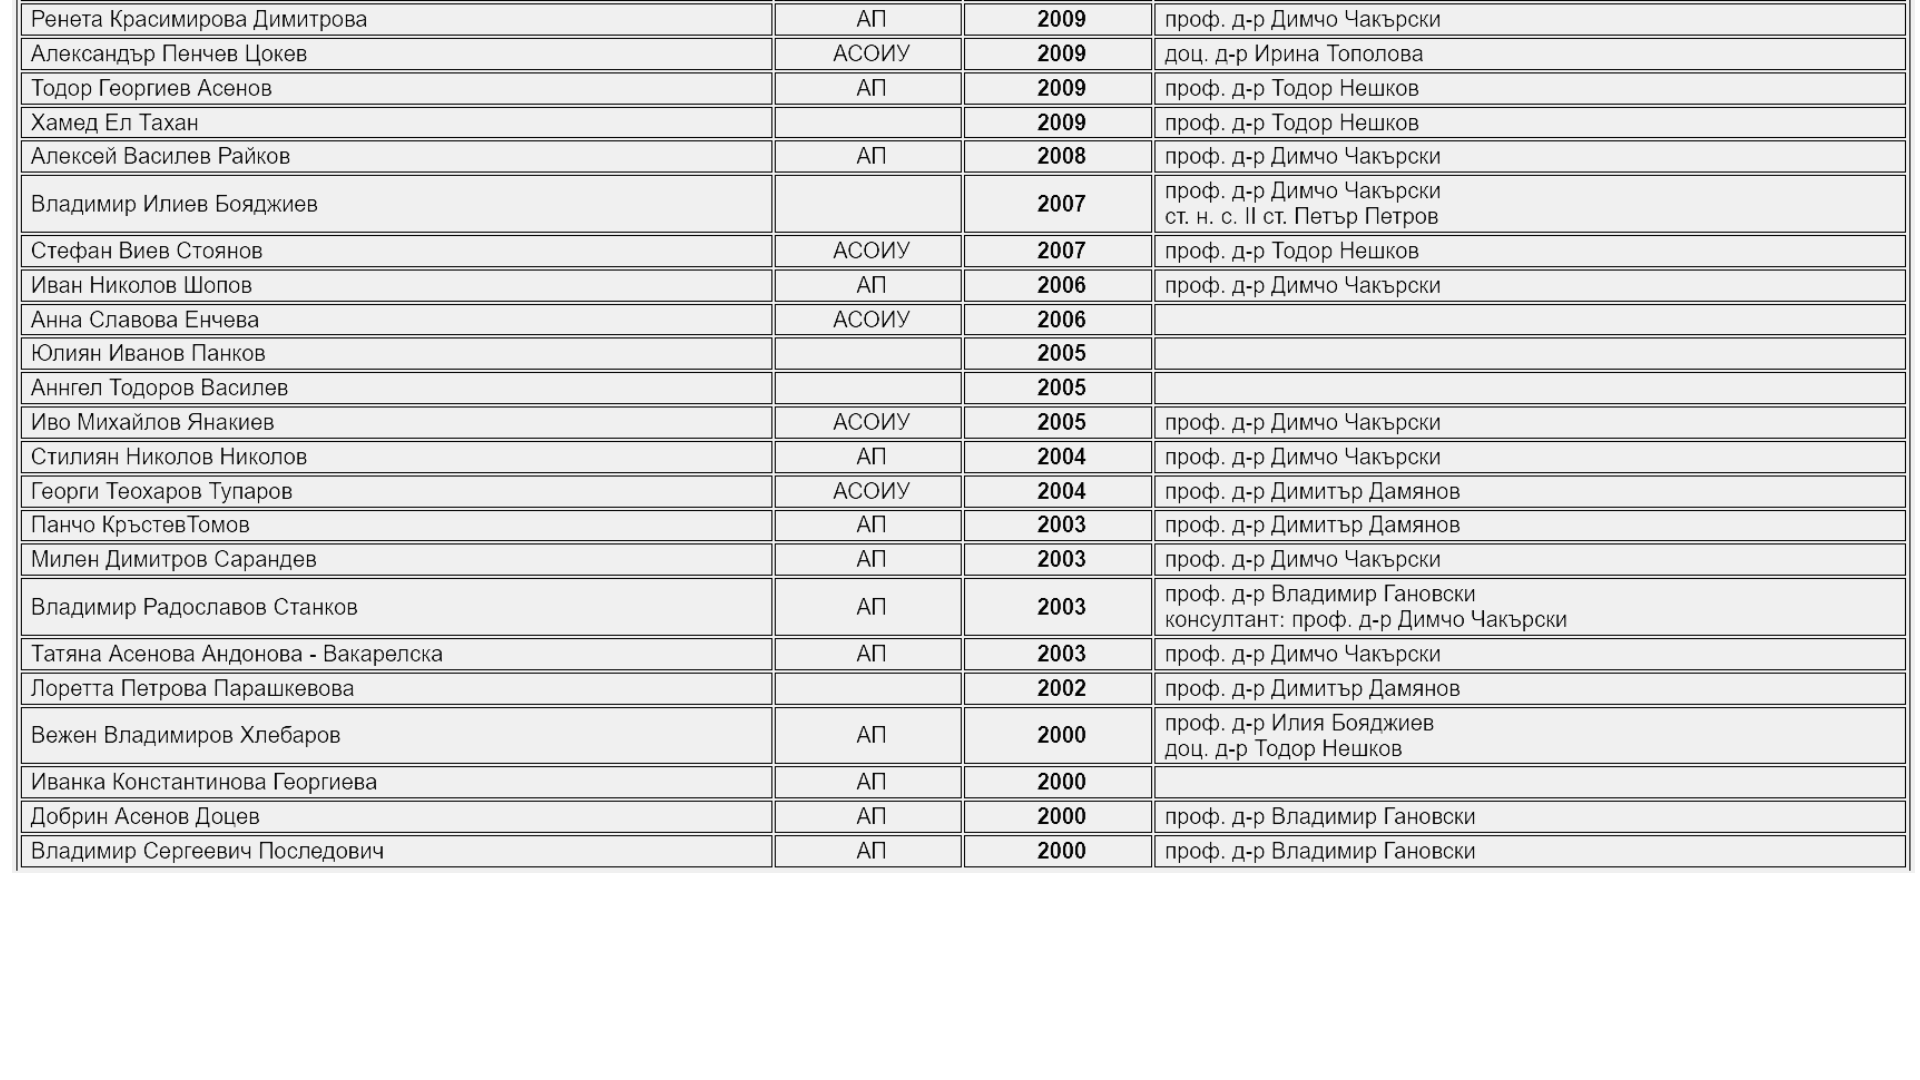 Ренета Красимирова Димитрова АП 2009 проф. д-р Димчо Чакърски
Александър Пенчев Цокев АСОИУ 2009 доц. д-р Ирина Тополова
Тодор Георгиев Асенов АП 2009 проф. д-р Тодор Нешков
Хамед Ел Тахан 2009 проф. д-р Тодор Нешков
Алексей Василев Райков АП 2008 проф. д-р Димчо Чакърски
Владимир Илиев Бояджиев 2007 проф. д-р Димчо Чакърски
ст. н. с. II ст. Петър Петров
Стефан Виев Стоянов АСОИУ 2007 проф. д-р Тодор Нешков
Иван Николов Шопов АП 2006 проф. д-р Димчо Чакърски
Анна Славова Енчева АСОИУ 2006
Юлиян Иванов Панков 2005
Аннгел Тодоров Василев 2005
Иво Михайлов Янакиев АСОИУ 2005 проф. д-р Димчо Чакърски
Стилиян Николов Николов АП 2004 проф. д-р Димчо Чакърски
Георги Теохаров Тупаров АСОИУ 2004 проф. д-р Димитър Дамянов
Панчо КръстевТомов АП 2003 проф. д-р Димитър Дамянов
Милен Димитров Сарандев АП 2003 проф. д-р Димчо Чакърски
Владимир Радославов Станков АП 2003 проф. д-р Владимир Гановски
консултант: проф. д-р Димчо Чакърски
Татяна Асенова Андонова - Вакарелска АП 2003 проф. д-р Димчо Чакърски
Лоретта Петрова Парашкевова 2002 проф. д-р Димитър Дамянов
Вежен Владимиров Хлебаров АП 2000 проф. д-р Илия Бояджиев
доц. д-р Тодор Нешков
Иванка Константинова Георгиева АП 2000
Добрин Асенов Доцев АП 2000 проф. д-р Владимир Гановски
Владимир Сергеевич Последович АП 2000 проф. д-р Владимир Гановски